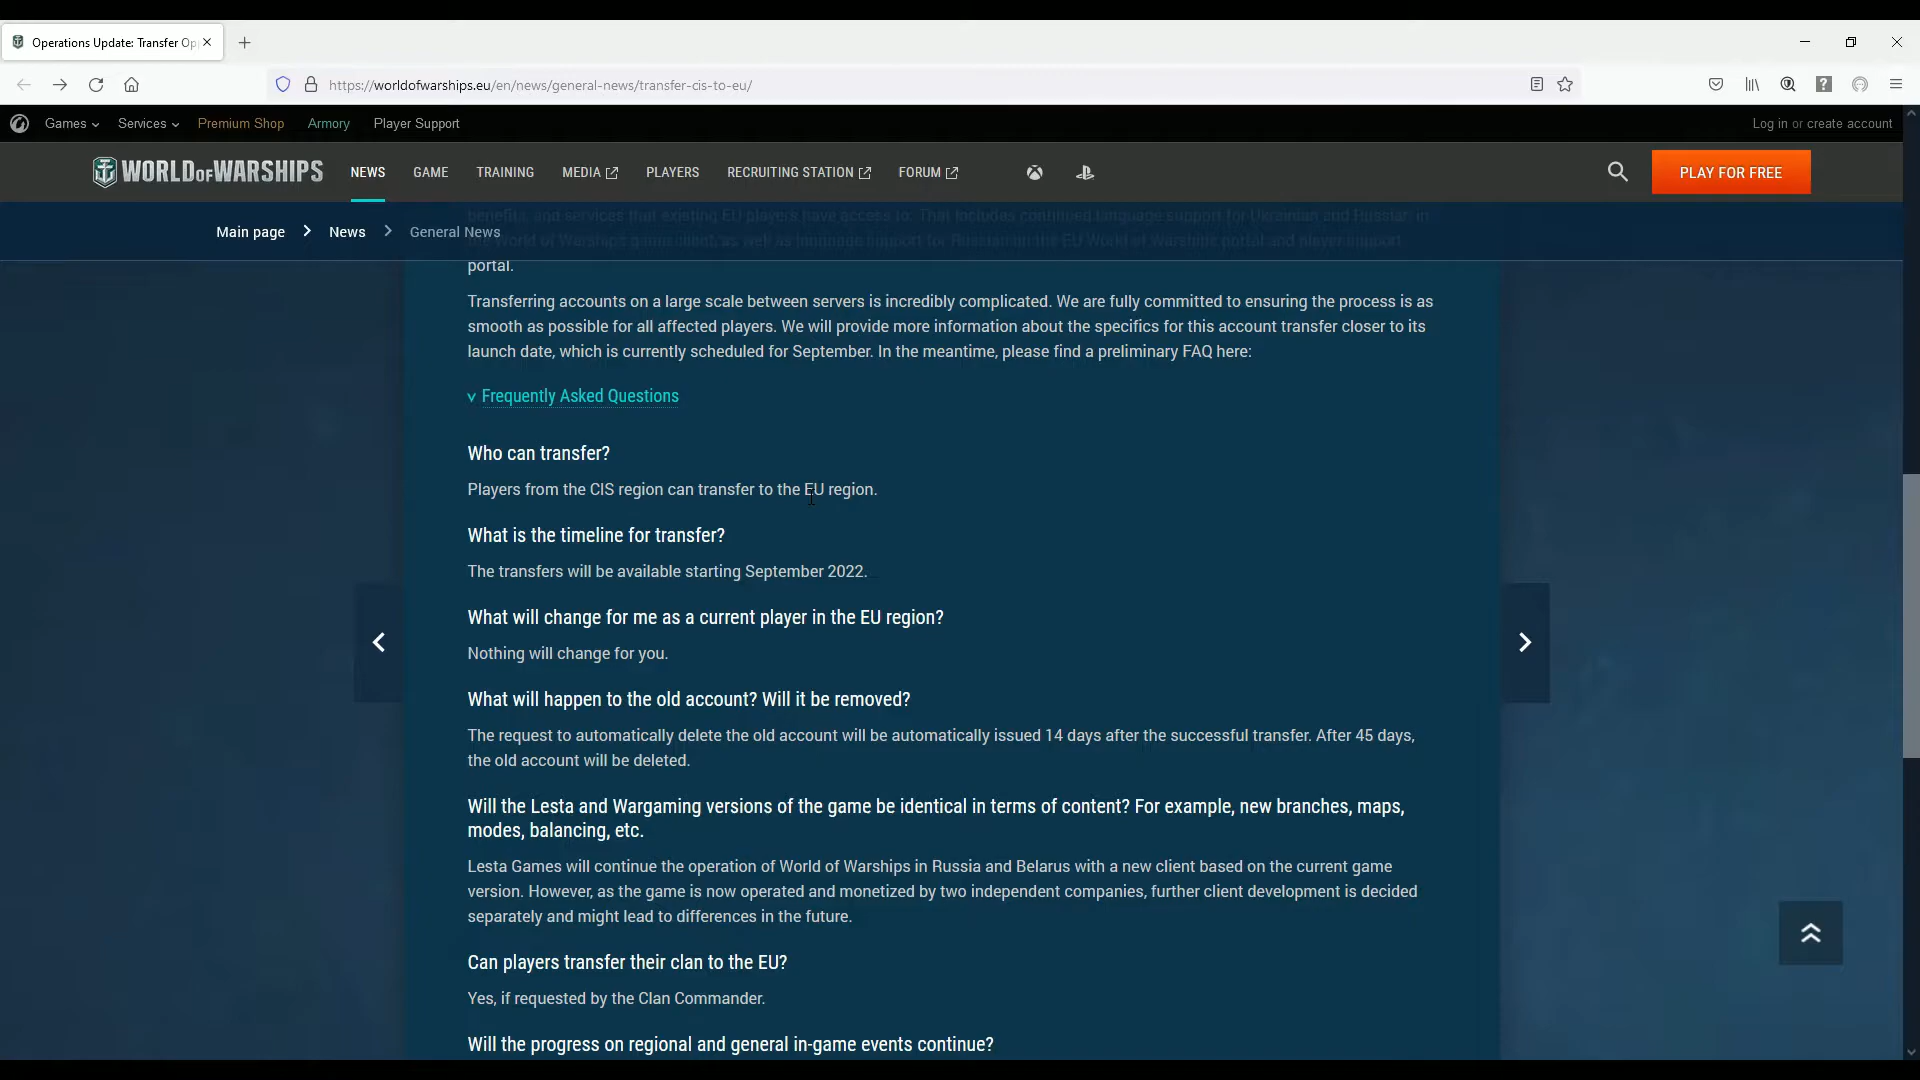 Operations Update: Transfer Op
https://worldofwarships.eu/en/news/general-news/transfer-cis-to-eu/
Games Services Premium Shop Armory Player Support Log in or create account
WORLD OF WARSHIPS NEWS GAME TRAINING MEDIA PLAYERS RECRUITING STATION FORUM PLAY FOR FREE
benefits, and services that existing EU players have access to. That includes continued language support for Ukrainian and Russian in
the World of Warships game client, as well as language support for Russian on the EU World of Warships portal and player support
Main page > News > General News
portal.
Transferring accounts on a large scale between servers is incredibly complicated. We are fully committed to ensuring the process is as
smooth as possible for all affected players. We will provide more information about the specifics for this account transfer closer to its
launch date, which is currently scheduled for September. In the meantime, please find a preliminary FAQ here:
Frequently Asked Questions
Who can transfer?
Players from the CIS region can transfer to the EU region.
What is the timeline for transfer?
The transfers will be available starting September 2022.
What will change for me as a current player in the EU region?
Nothing will change for you.
What will happen to the old account? Will it be removed?
The request to automatically delete the old account will be automatically issued 14 days after the successful transfer. After 45 days,
the old account will be deleted.
Will the Lesta and Wargaming versions of the game be identical in terms of content? For example, new branches, maps,
modes, balancing, etc.
Lesta Games will continue the operation of World of Warships in Russia and Belarus with a new client based on the current game
version. However, as the game is now operated and monetized by two independent companies, further client development is decided
separately and might lead to differences in the future.
Can players transfer their clan to the EU?
Yes, if requested by the Clan Commander.
Will the progress on regional and general in-game events continue?